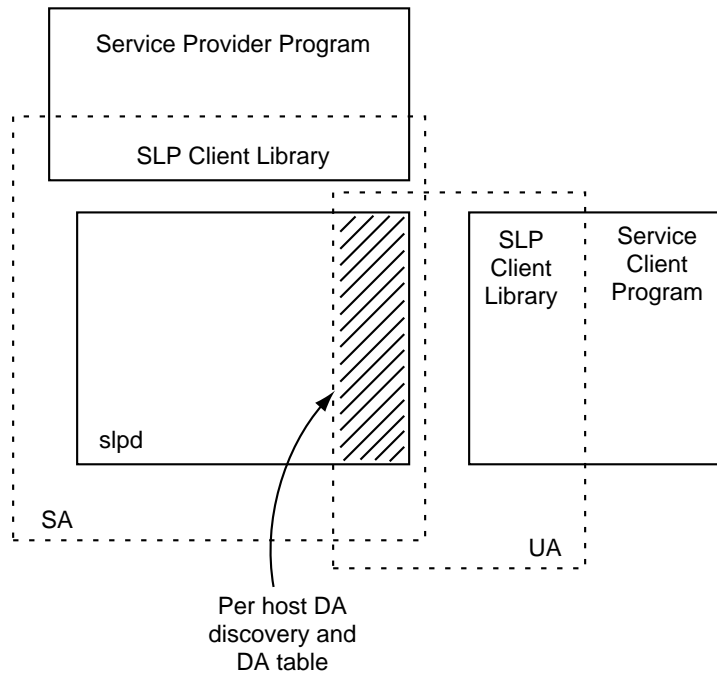 Service Provider Program
SLP Client Library
SLP
Client
Library
Service
Client
Program
slpd
SA
UA
Per host DA
discovery and
DA table